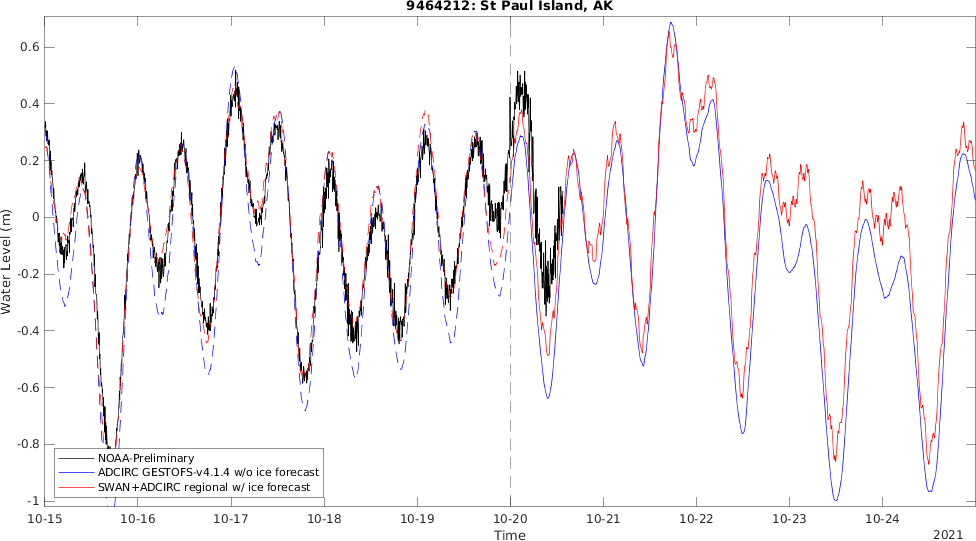 9464212: St Paul Island, AK
0.6
0.4
0.2
0
-0.2
-0.4
-0.6
-0.8
-1
Water Level (m)
NOAA-Preliminary
ADCIRC GESTOFS-v4.1.4 w/o ice forecast
SWAN+ADCIRC regional w/ ice forecast
10-15 10-16 10-17 10-18 10-19 10-20 10-21 10-22 10-23 10-24
Time
2021